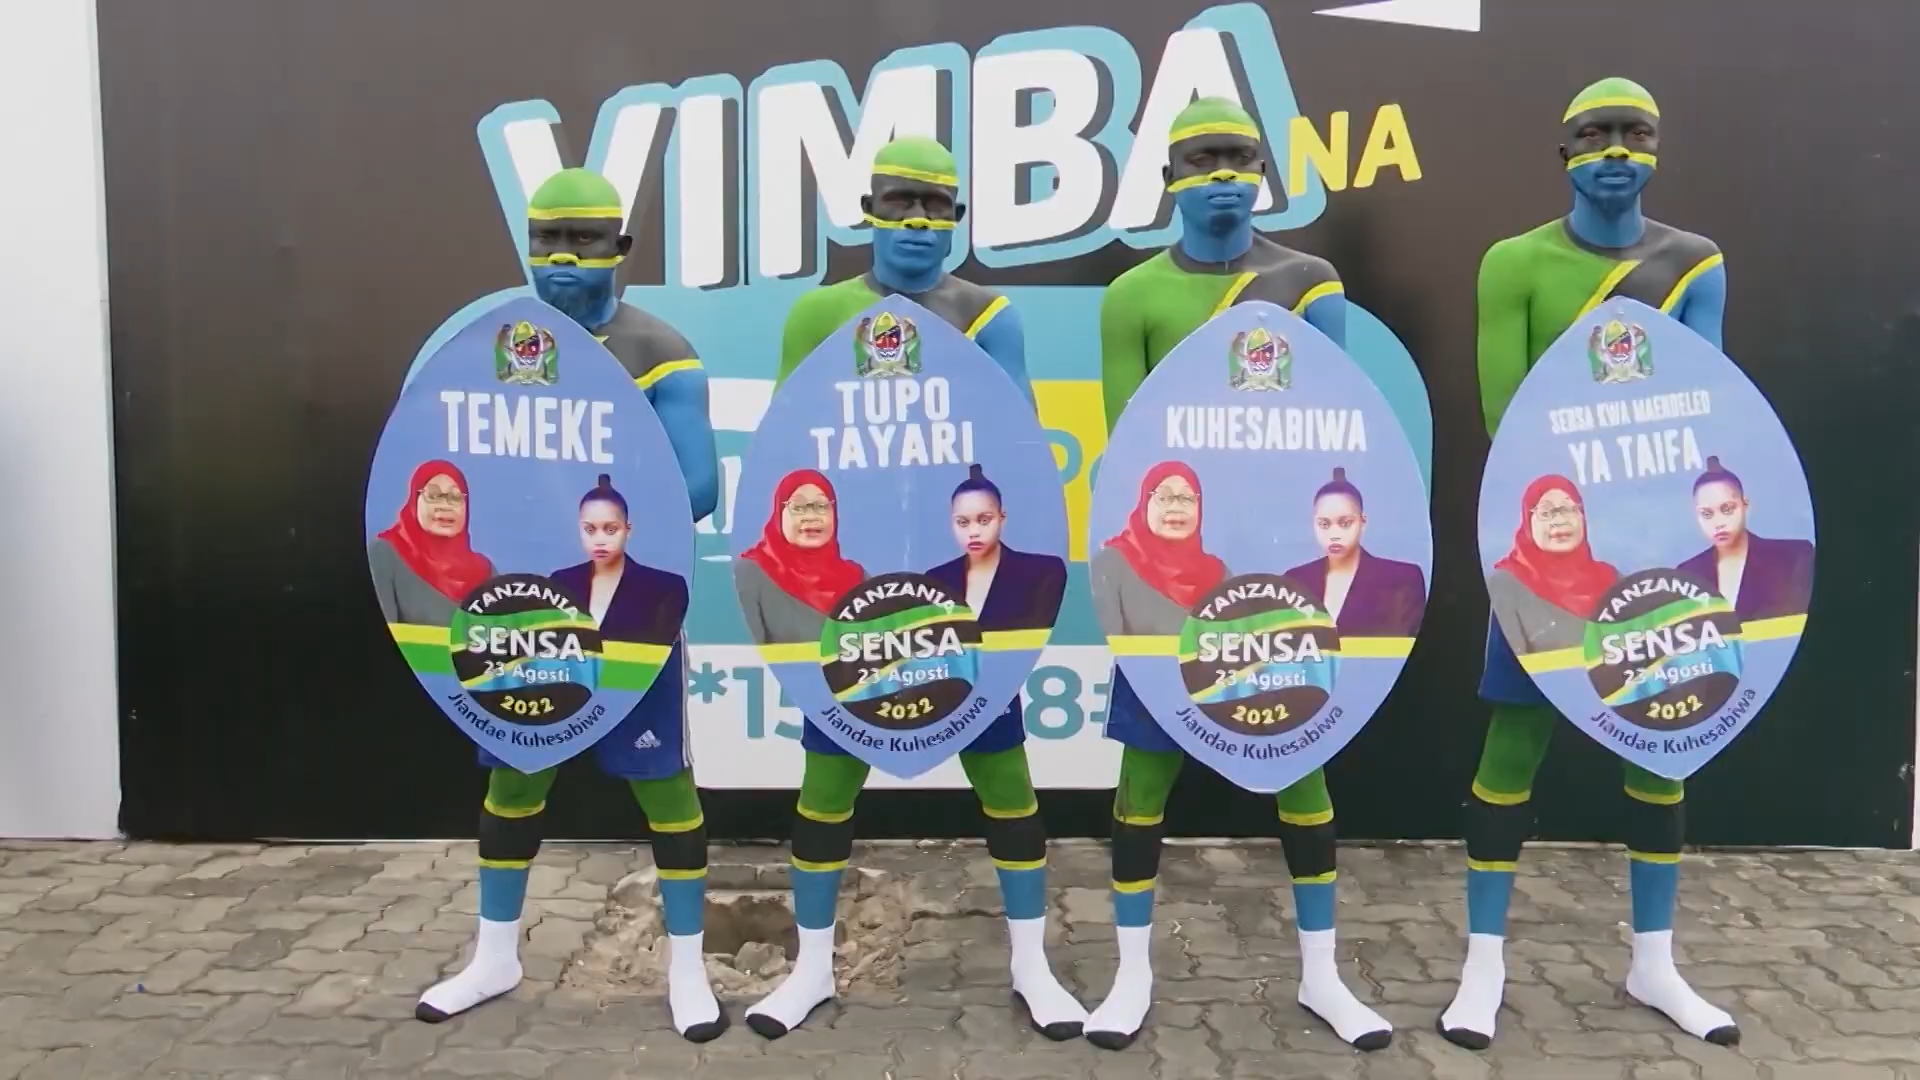 VIMBA NA
TEMEKE
TANZANIA
SENSA
23 Agosti
2022
Jiandae Kuhesabiwa
TUPO
TAYARI
TANZANIA
SENSA
23 Agosti
2022
Jiandae Kuhesabiwa
KUHESABIWA
TANZANIA
SENSA
23 Agosti
2022
Jiandae Kuhesabiwa
SENSA KWA MAENDELEO
YA TAIFA
TANZANIA
SENSA
23 Agosti
2022
Jiandae Kuhesabiwa